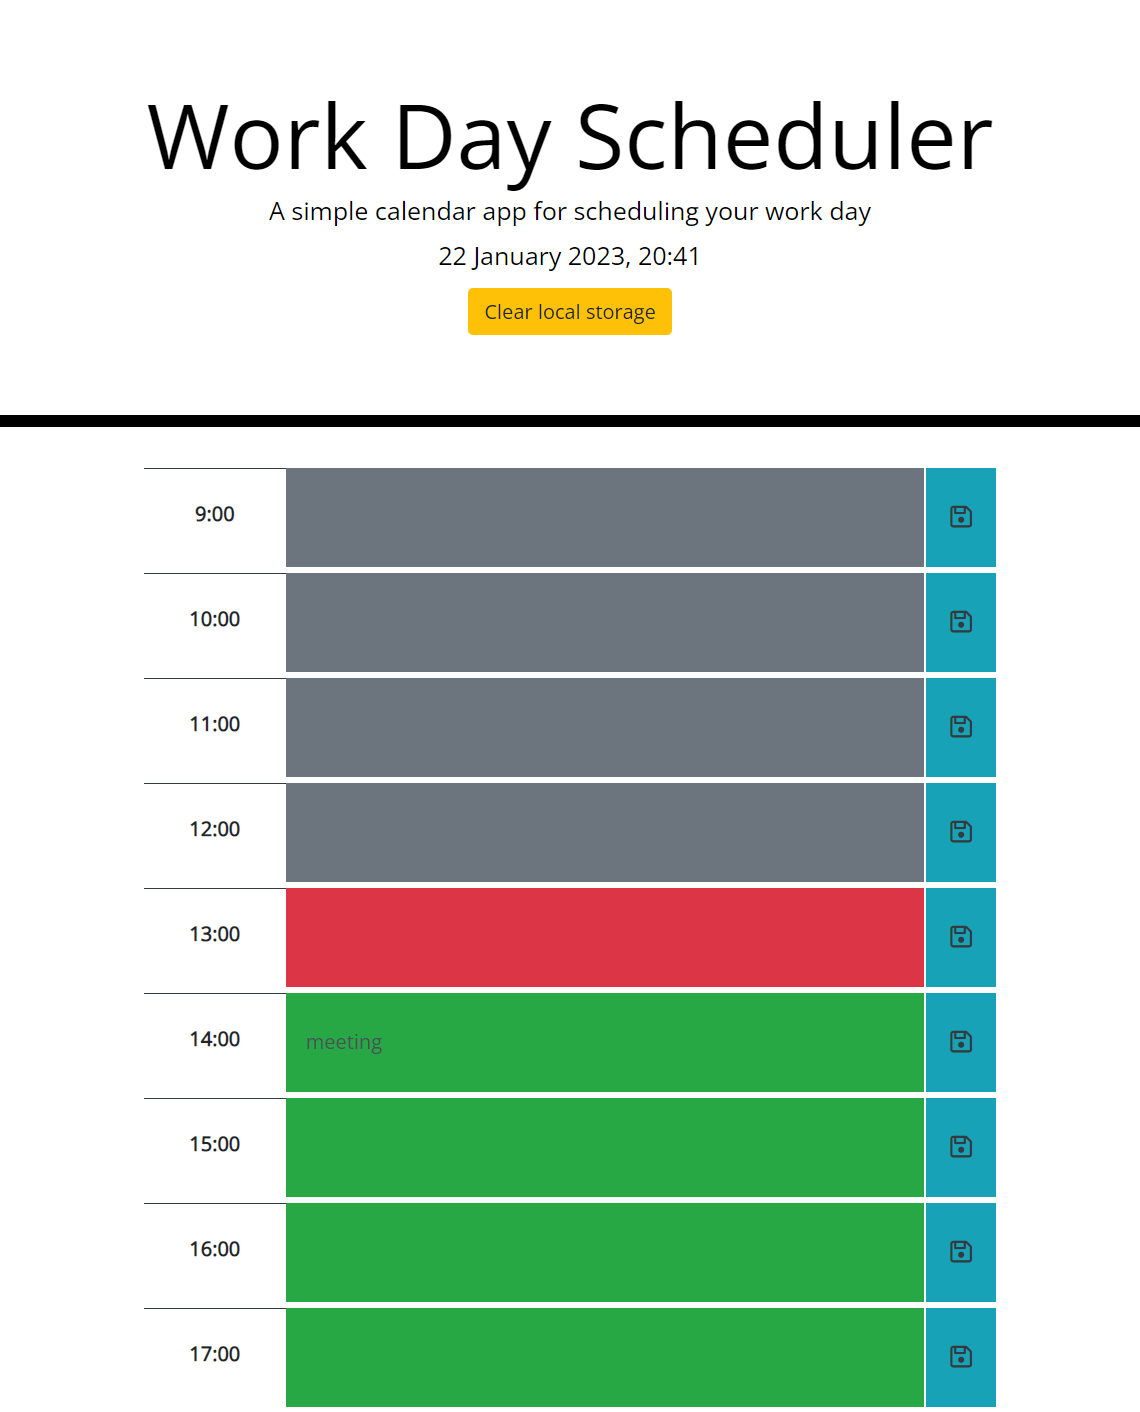 Work Day Scheduler
A simple calendar app for scheduling your work day
22 January 2023, 20:41
Clear local storage
9:00
10:00
11:00
12:00
13:00
14:00 meeting
15:00
16:00
17:00